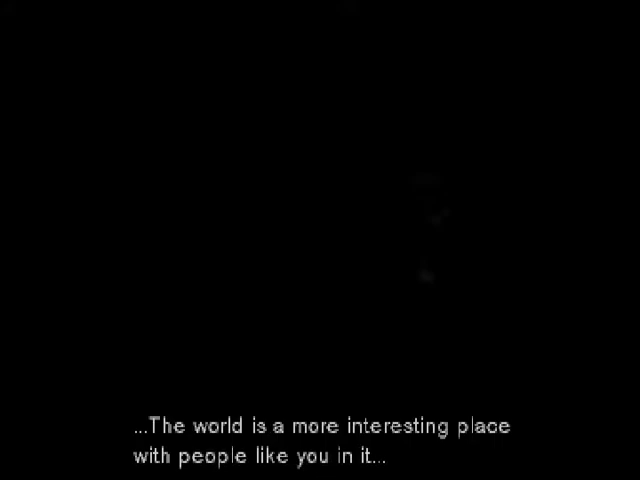 ...The world is a more interesting place
with people like you in it...